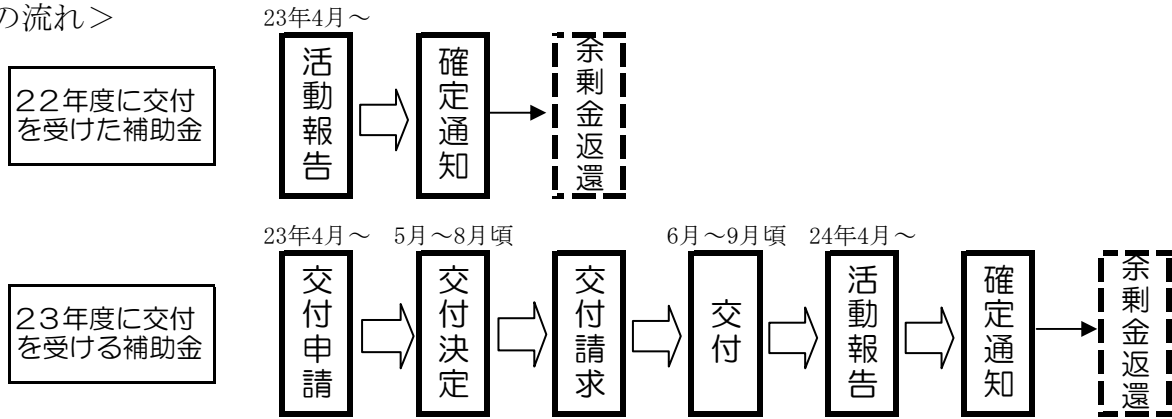 の流れ＞
23年4月～
22年度に交付
を受けた補助金
活動報告
確定通知
余剰金返還
23年4月～ 5月～8月頃 6月～9月頃 24年4月～
23年度に交付
を受ける補助金
交付申請
交付決定
交付請求
交付
活動報告
確定通知
余剰金返還